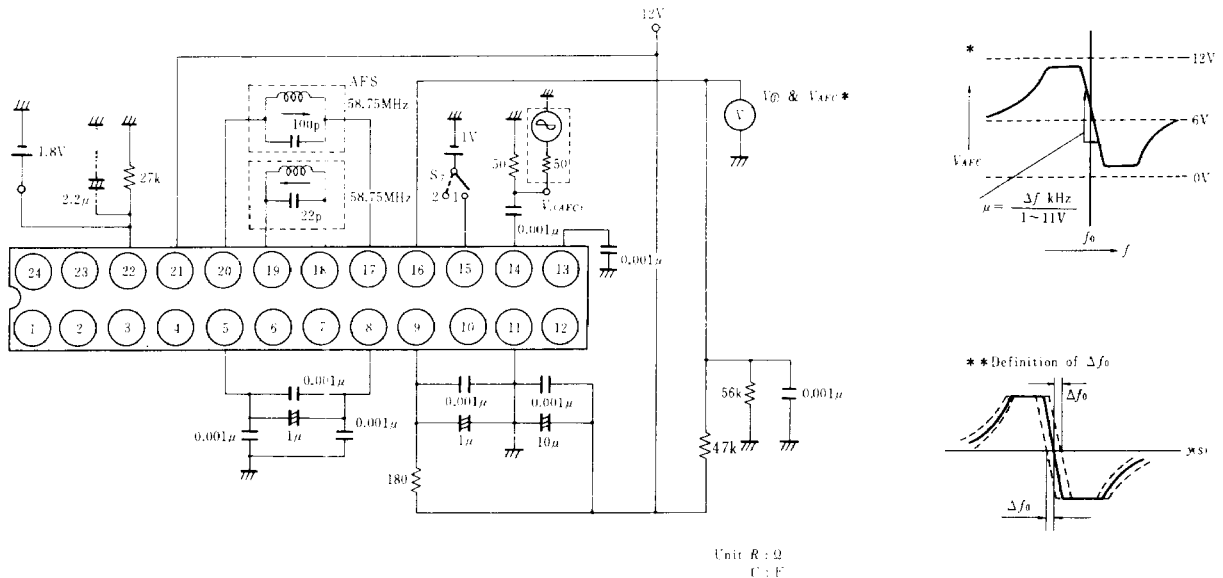 12V
AFS
58.75MHz
100p
1.8V
2.2μ
27k
22p
58.75MHz
1V
S7
2
1
50
50
Vi(AFC)
0.001μ
0.001μ
V & VAFC*
V
24 23 22 21 20 19 18 17 16 15 14 13
1 2 3 4 5 6 7 8 9 10 11 12
0.001μ
0.001μ
1μ
0.001μ
0.001μ
0.001μ
1μ
10μ
180
56k
0.001μ
47k
Unit R : Ω
C : F
*
12V
6V
0V
VAFC
μ = Δf kHz / 1~11V
f0
f
**Definition of Δf0
Δf0
Δf0